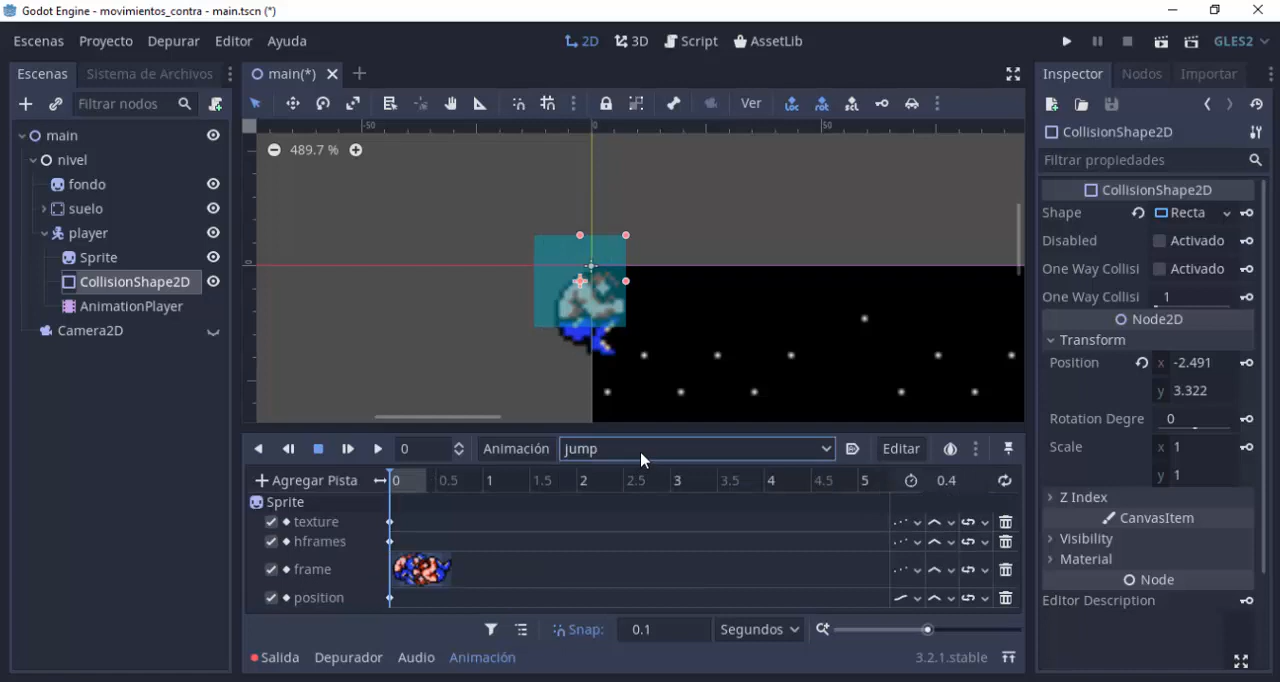 Godot Engine - movimientos_contra - main.tscn (*)
Escenas Proyecto Depurar Editor Ayuda
2D 3D Script AssetLib
GLES2
Escenas Sistema de Archivos
Filtrar nodos
main
nivel
fondo
suelo
player
Sprite
CollisionShape2D
AnimationPlayer
Camera2D
main(*)
Ver
-50 0 50
0
489.7 %
0 Animación jump Editar
Agregar Pista 0 0.5 1 1.5 2 2.5 3 3.5 4 4.5 5 0.4
Sprite
texture
hframes
frame
position
Snap: 0.1 Segundos
Salida Depurador Audio Animación 3.2.1.stable
Inspector Nodos Importar
CollisionShape2D
Filtrar propiedades
CollisionShape2D
Shape Recta
Disabled Activado
One Way Collisi Activado
One Way Collisi 1
Node2D
Transform
Position x -2.491
y 3.322
Rotation Degre 0
Scale x 1
y 1
Z Index
CanvasItem
Visibility
Material
Node
Editor Description